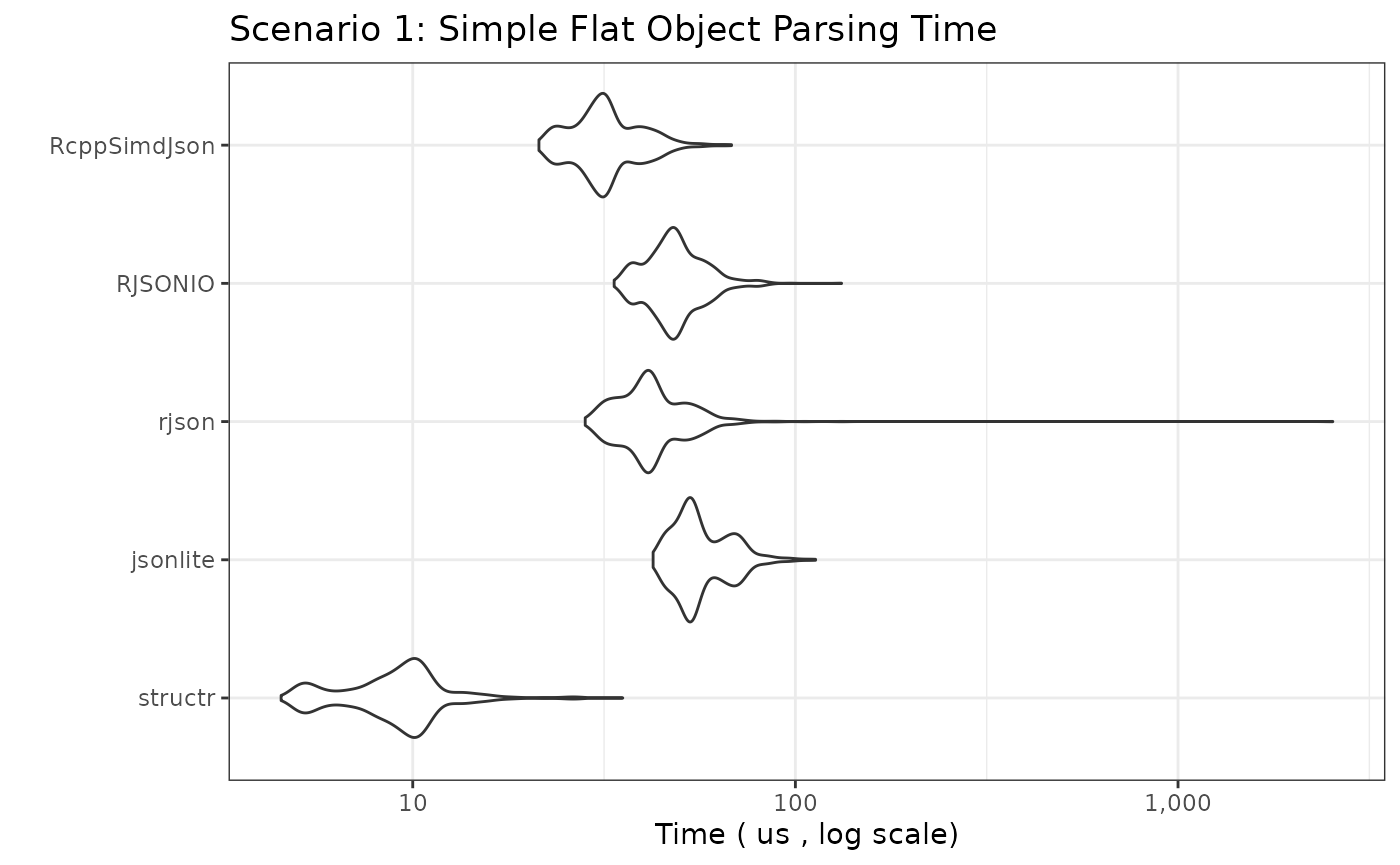 Scenario 1: Simple Flat Object Parsing Time
RcppSimdJson
RJSONIO
rjson
jsonlite
structr
10
100
1,000
Time ( us , log scale)